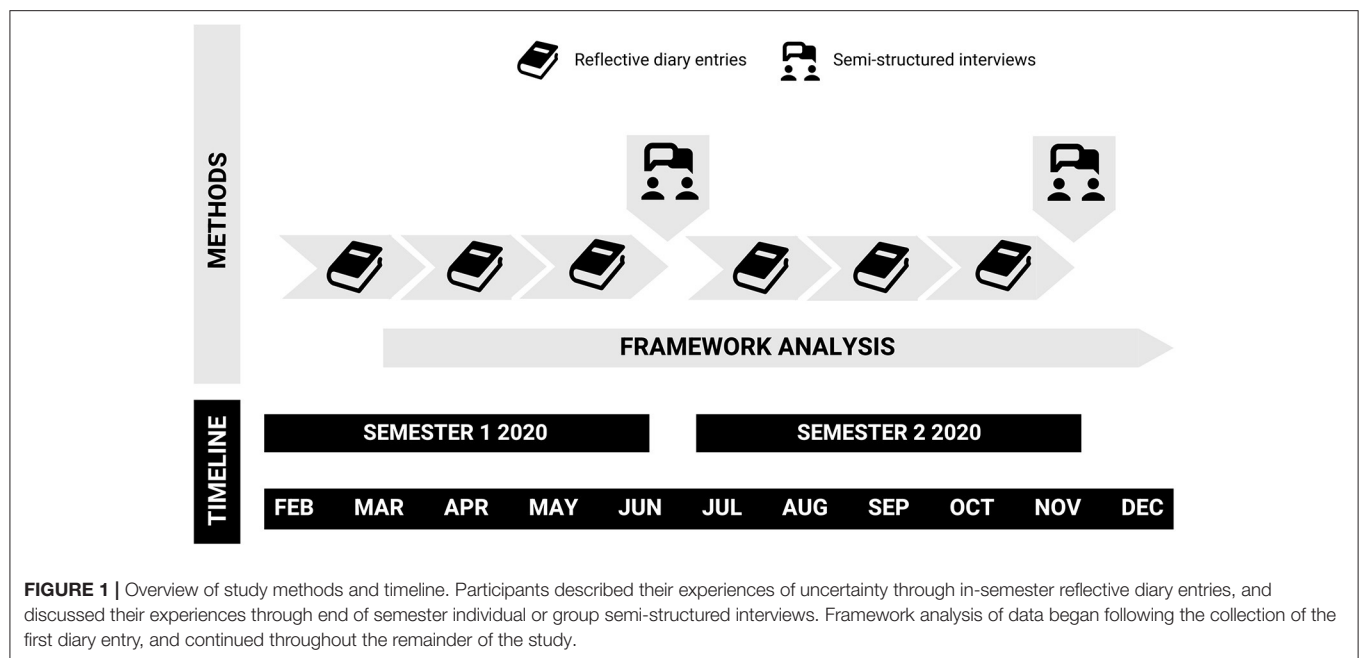 Reflective diary entries
Semi-structured interviews
METHODS
FRAMEWORK ANALYSIS
TIMELINE
SEMESTER 1 2020
SEMESTER 2 2020
FEB MAR APR MAY JUN JUL AUG SEP OCT NOV DEC
FIGURE 1 | Overview of study methods and timeline. Participants described their experiences of uncertainty through in-semester reflective diary entries, and
discussed their experiences through end of semester individual or group semi-structured interviews. Framework analysis of data began following the collection of the
first diary entry, and continued throughout the remainder of the study.